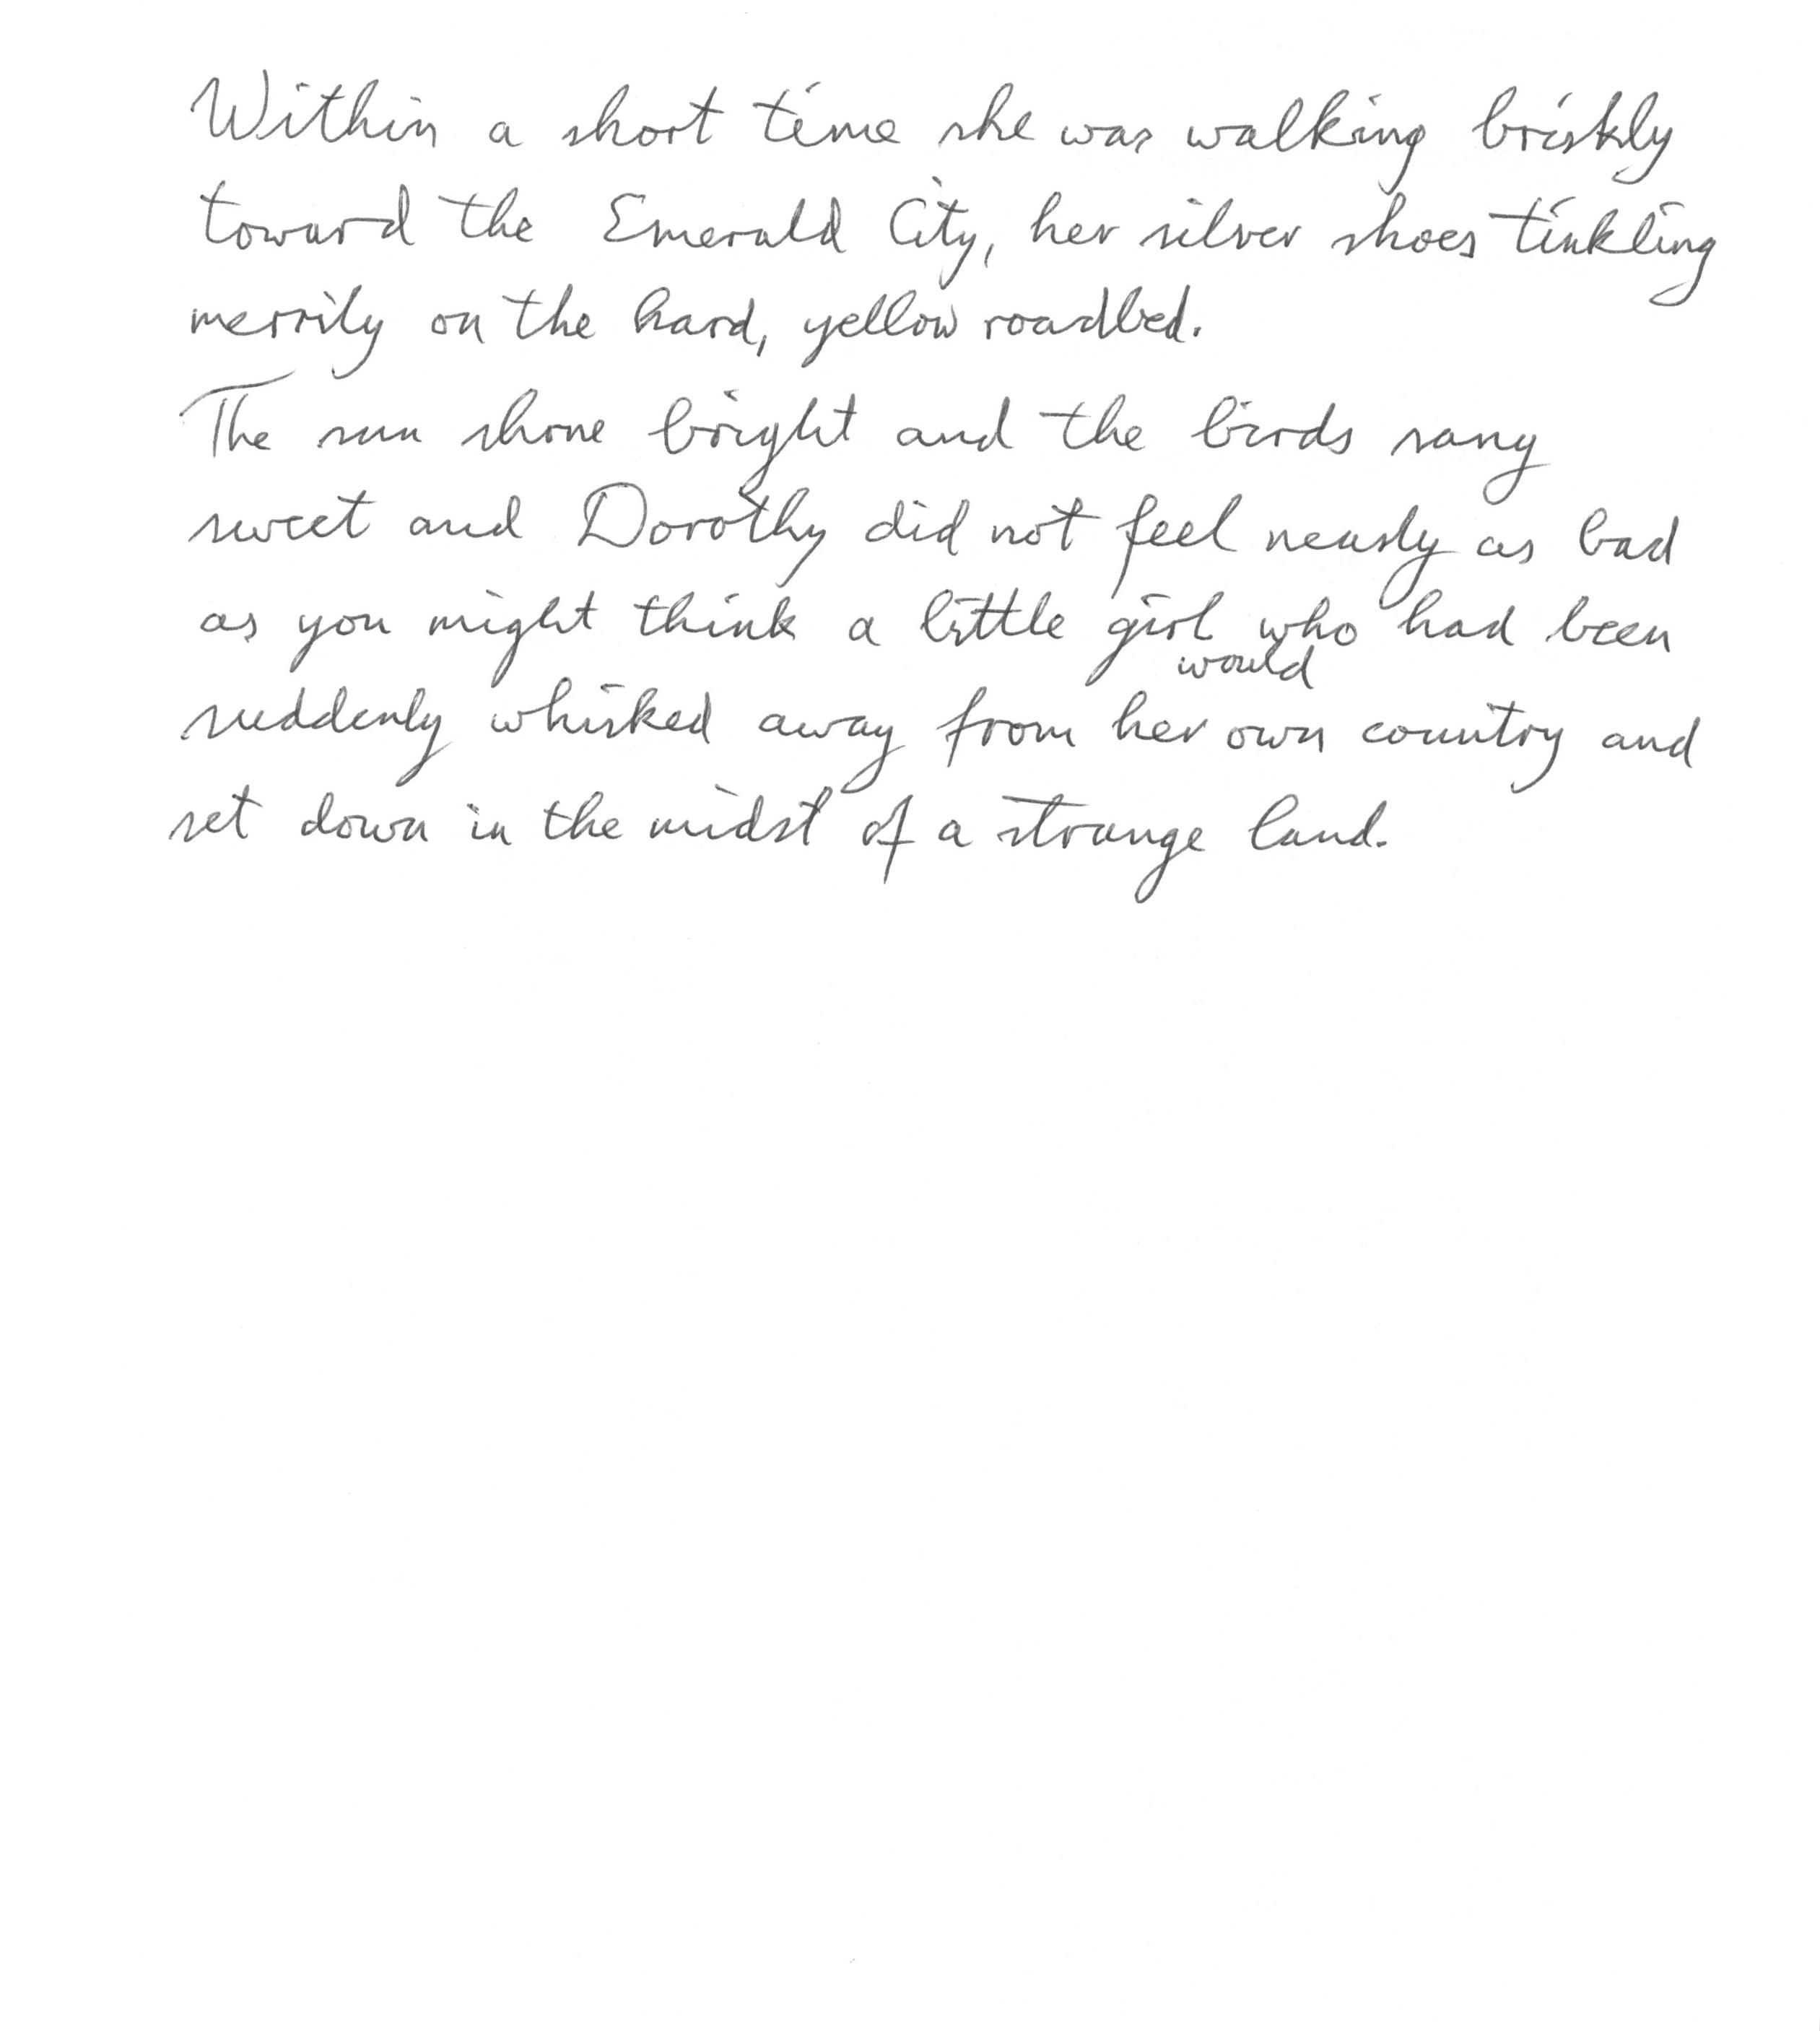 Within a short time she was walking briskly
toward the Emerald City, her silver shoes tinkling
merrily on the hard, yellow roadbed.
The sun shone bright and the birds sang
sweet and Dorothy did not feel nearly as bad
as you might think a little girl who had been
would
suddenly whisked away from her own country and
set down in the midst of a strange land.